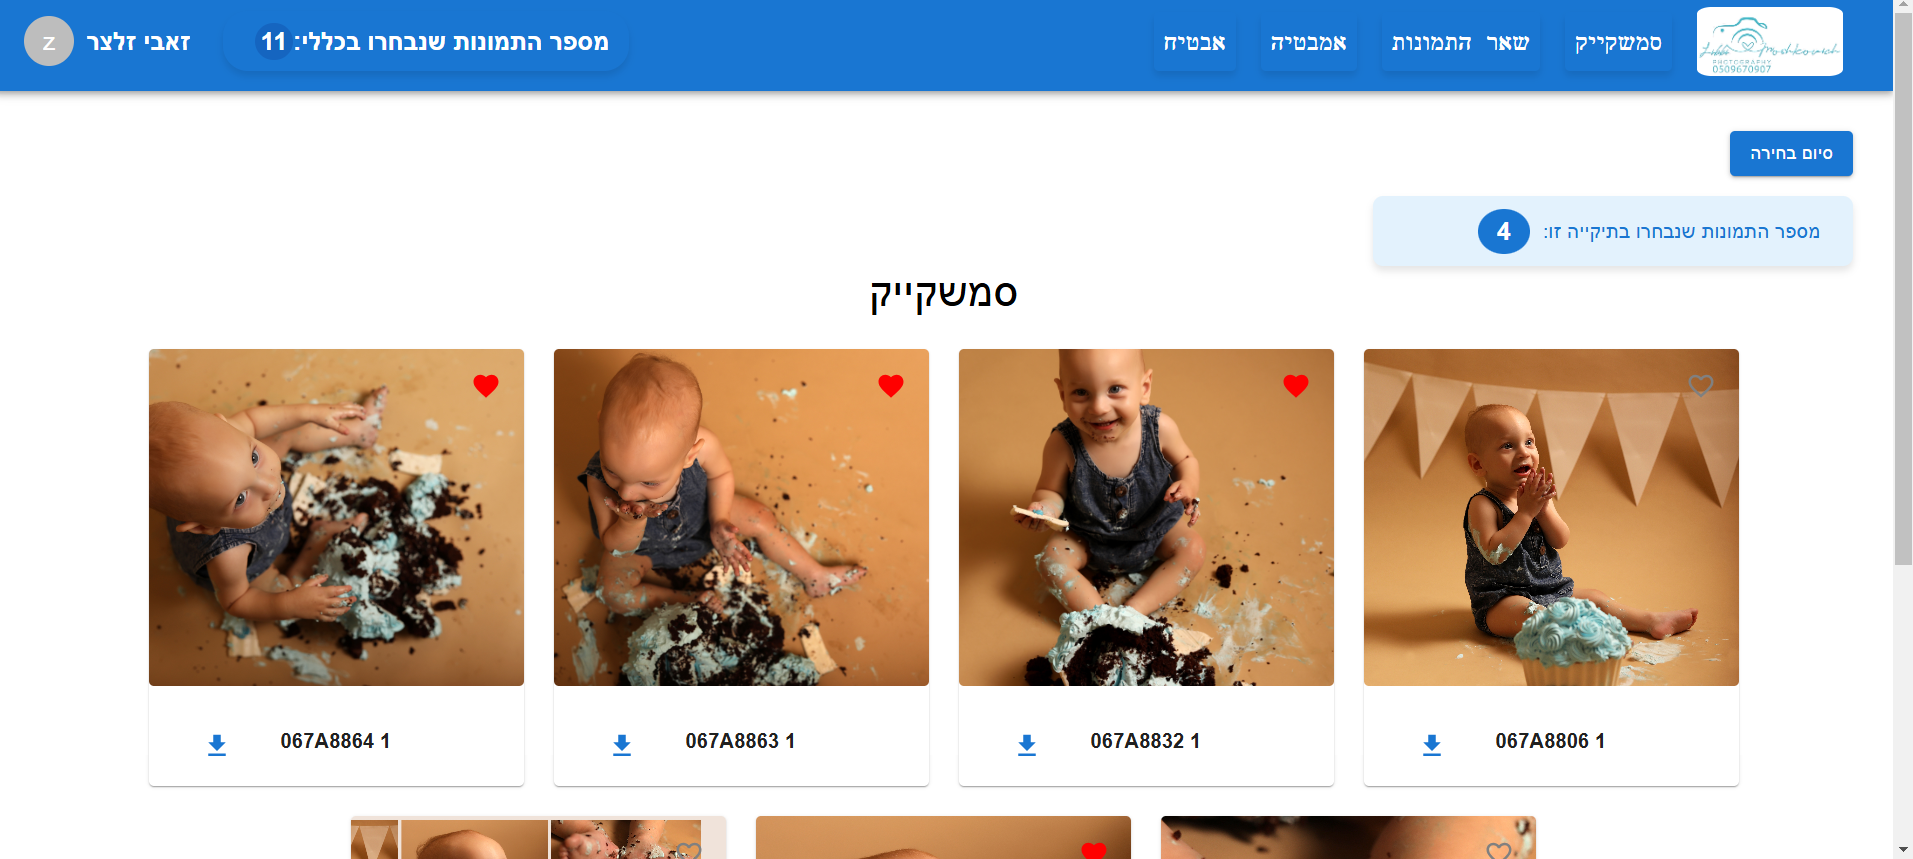 Moshkovich
PHOTOGRAPHY
0509670907
סמשקייק
שאר התמונות
אמבטיה
אבטיח
מספר התמונות שנבחרו בכללי: 11
זאבי זלצר
z
סיום בחירה
מספר התמונות שנבחרו בתיקייה זו: 4
סמשקייק
067A8806 1
067A8832 1
067A8863 1
067A8864 1